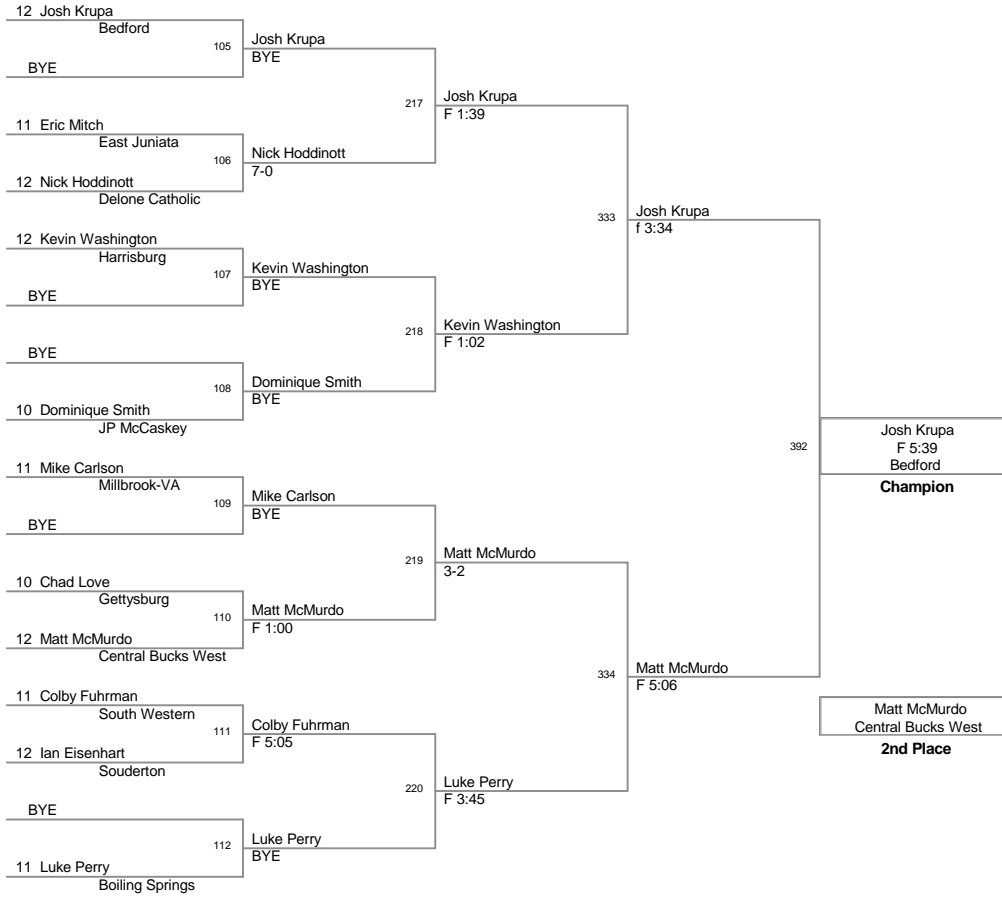 12 Josh Krupa
Bedford
105
Josh Krupa
BYE
BYE
217
Josh Krupa
F 1:39
11 Eric Mitch
East Juniata
106
Nick Hoddinott
7-0
12 Nick Hoddinott
Delone Catholic
333
Josh Krupa
f 3:34
12 Kevin Washington
Harrisburg
107
Kevin Washington
BYE
BYE
218
Kevin Washington
F 1:02
BYE
108
Dominique Smith
BYE
10 Dominique Smith
JP McCaskey
392
Josh Krupa
F 5:39
Bedford
Champion
11 Mike Carlson
Millbrook-VA
109
Mike Carlson
BYE
BYE
219
Matt McMurdo
3-2
10 Chad Love
Gettysburg
110
Matt McMurdo
F 1:00
12 Matt McMurdo
Central Bucks West
334
Matt McMurdo
F 5:06
11 Colby Fuhrman
South Western
111
Colby Fuhrman
F 5:05
12 Ian Eisenhart
Souderton
Matt McMurdo
Central Bucks West
2nd Place
220
Luke Perry
F 3:45
BYE
112
Luke Perry
BYE
11 Luke Perry
Boiling Springs